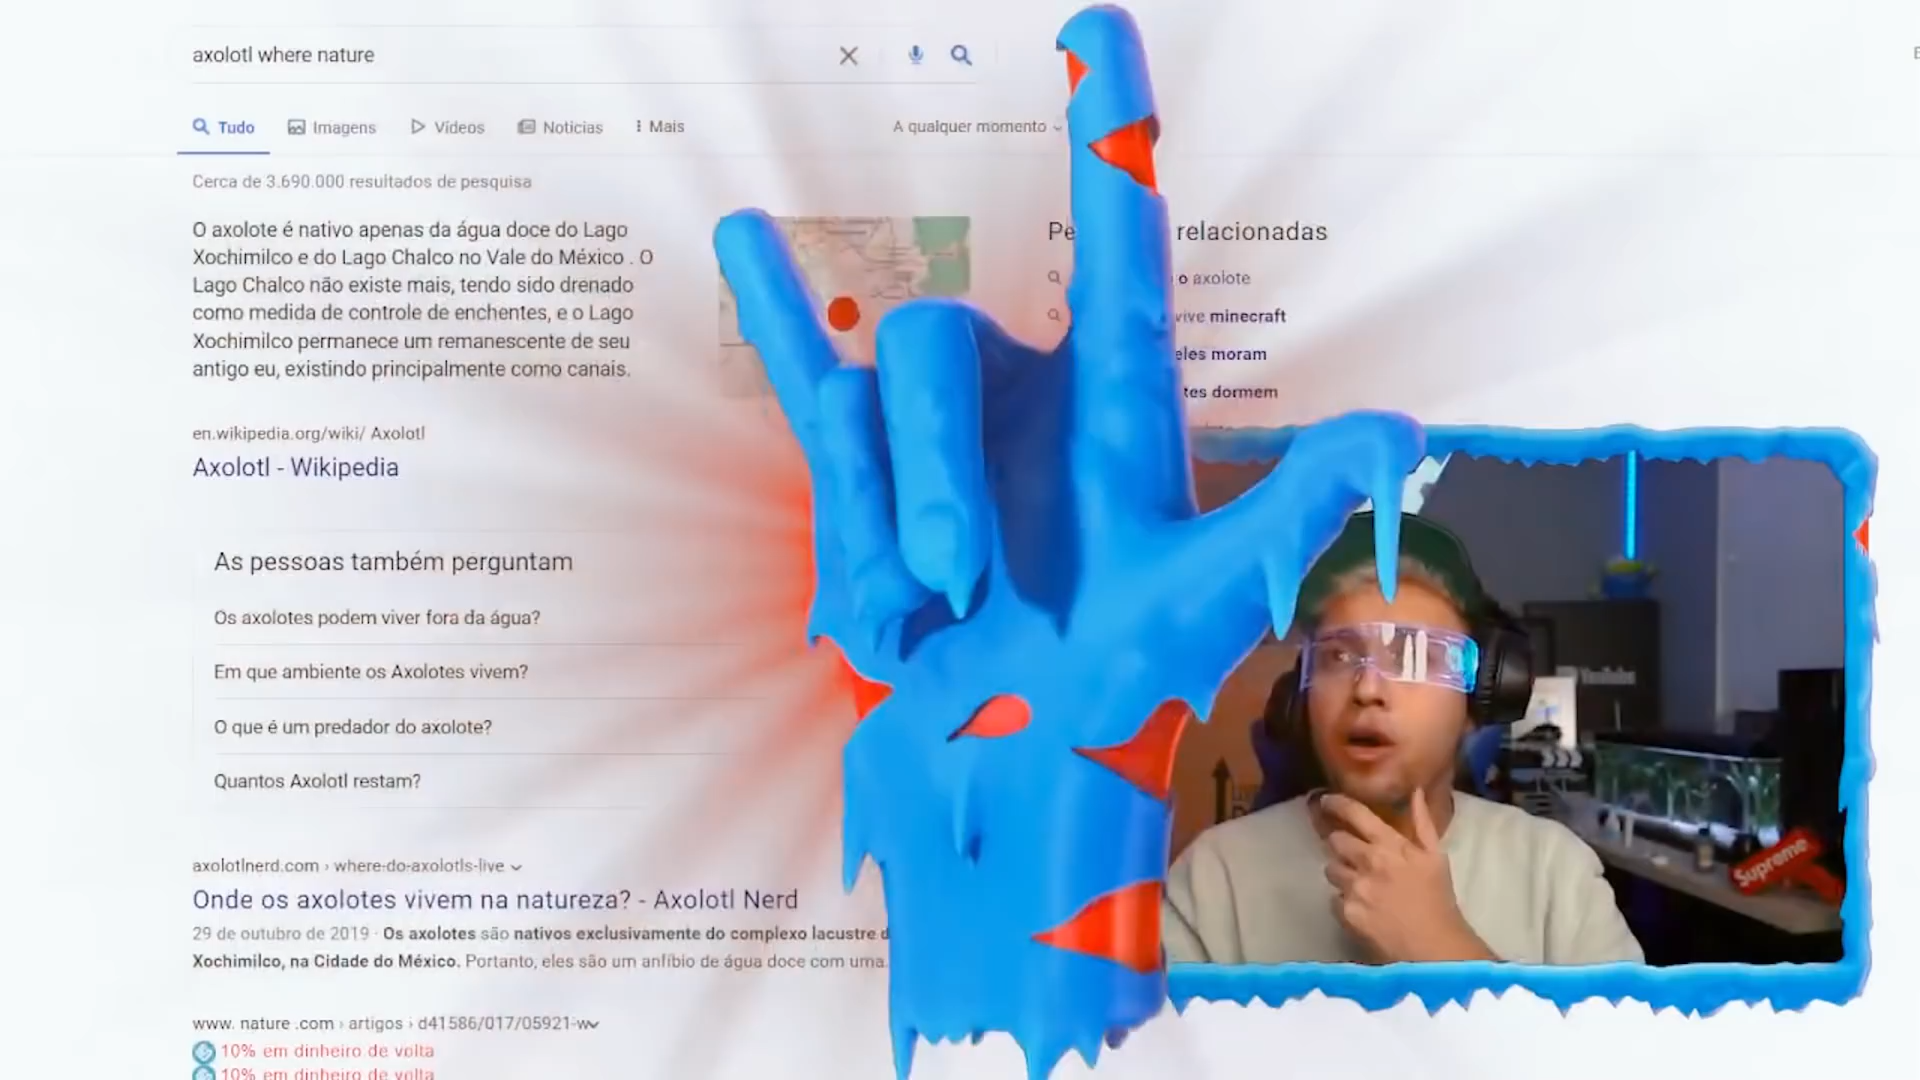 axolotl where nature
Tudo
Imagens
Vídeos
Notícias
Mais
A qualquer momento
Cerca de 3.690.000 resultados de pesquisa
O axolote é nativo apenas da água doce do Lago
Xochimilco e do Lago Chalco no Vale do México . O
Lago Chalco não existe mais, tendo sido drenado
como medida de controle de enchentes, e o Lago
Xochimilco permanece um remanescente de seu
antigo eu, existindo principalmente como canais.
en.wikipedia.org/wiki/ Axolotl
Axolotl - Wikipedia
As pessoas também perguntam
Os axolotes podem viver fora da água?
Em que ambiente os Axolotes vivem?
O que é um predador do axolote?
Quantos Axolotl restam?
axolotlnerd.com › where-do-axolotls-live
Onde os axolotes vivem na natureza? - Axolotl Nerd
29 de outubro de 2019 · Os axolotes são nativos exclusivamente do complexo lacustre
Xochimilco, na Cidade do México. Portanto, eles são um anfíbio de água doce com uma.
www. nature .com › artigos › d41586/017/05921-w
10% em dinheiro de volta
10% em dinheiro de volta
relacionadas
o axolote
vive minecraft
eles moram
dormem
YouTube
Supreme